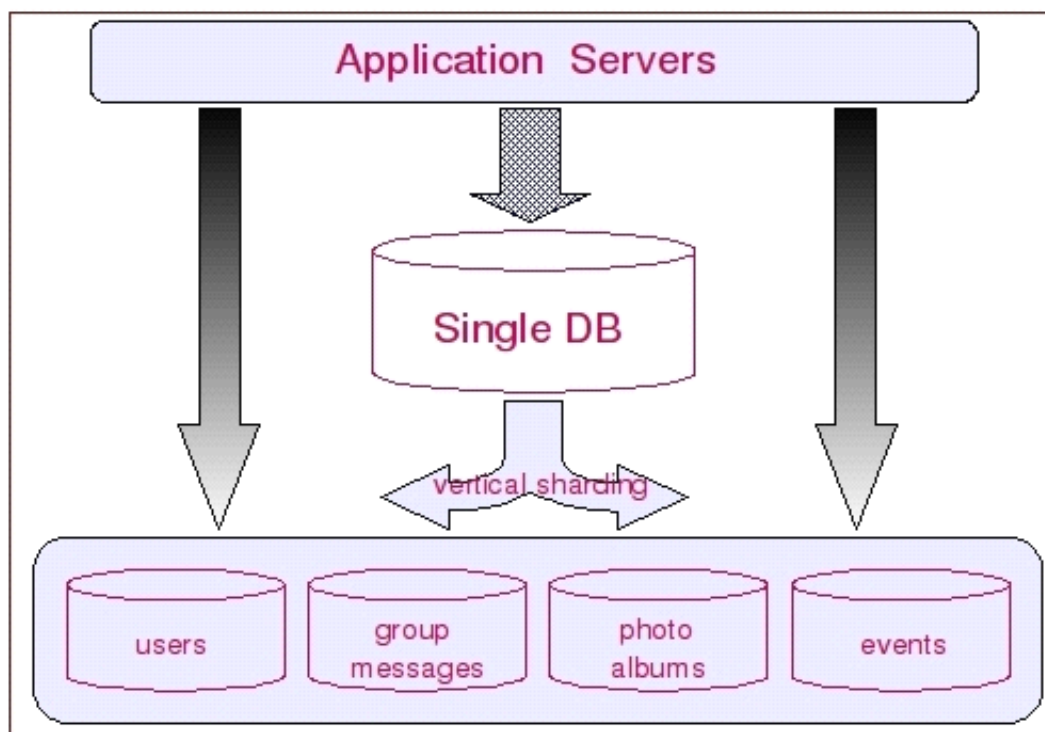 Application Servers
Single DB
vertical sharding
users
group
messages
photo
albums
events